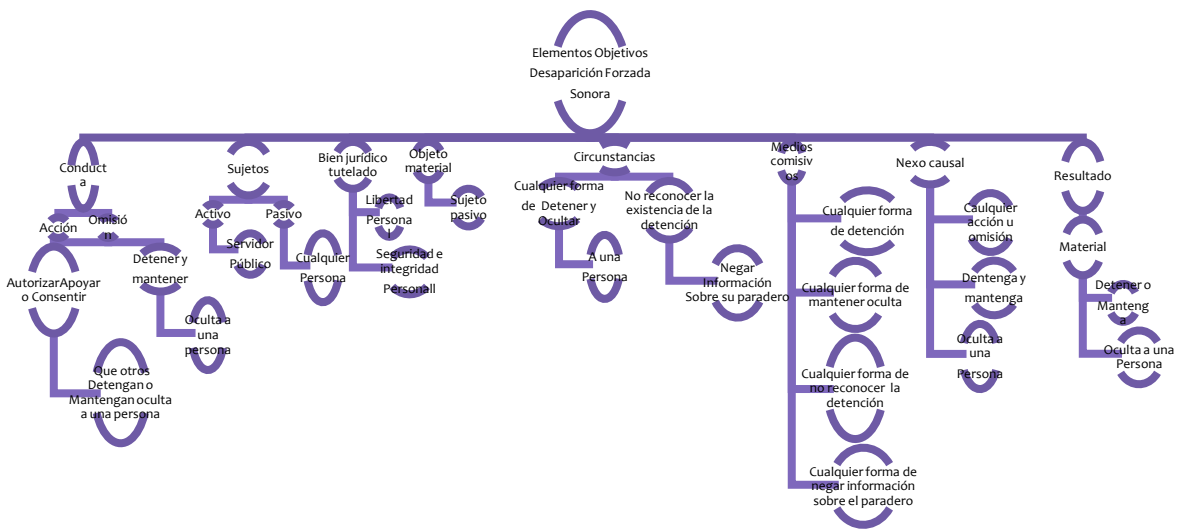 Elementos Objetivos
Desaparición Forzada
Sonora
Conduct
a
Acción
Omisió
n
AutorizarApoyar
o Consentir
Que otros
Detengan o
Mantengan oculta
a una persona
Detener y
mantener
Oculta a
una
persona
Sujetos
Activo
Servidor
Público
Pasivo
Cualquier
Persona
Bien jurídico
tutelado
Libertad
Persona
l
Seguridad e
integridad
Personall
Objeto
material
Sujeto
pasivo
Circunstancias
Cualquier forma
de Detener y
Ocultar
A una
Persona
No reconocer la
existencia de la
detención
Negar
Información
Sobre su paradero
Medios
comisiv
os
Cualquier forma
de detención
Cualquier forma de
mantener oculta
Cualquier forma de
no reconocer la
detención
Cualquier forma de
negar información
sobre el paradero
Nexo causal
Caulquier
acción u
omisión
Dentenga y
mantenga
Oculta a
una
Persona
Resultado
Material
Detener o
Manteng
a
Oculta a una
Persona